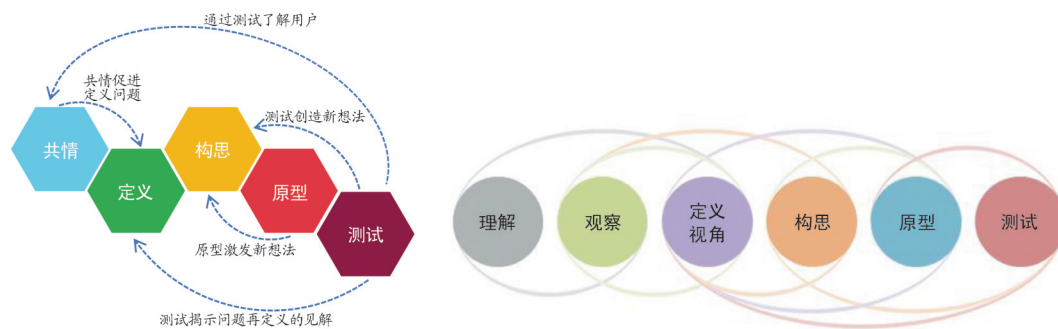 通过测试了解用户
共情促进
定义问题
测试创造新想法
共情
构思
定义
原型
测试
原型激发新想法
测试揭示问题再定义的见解
理解
观察
定义
视角
构思
原型
测试